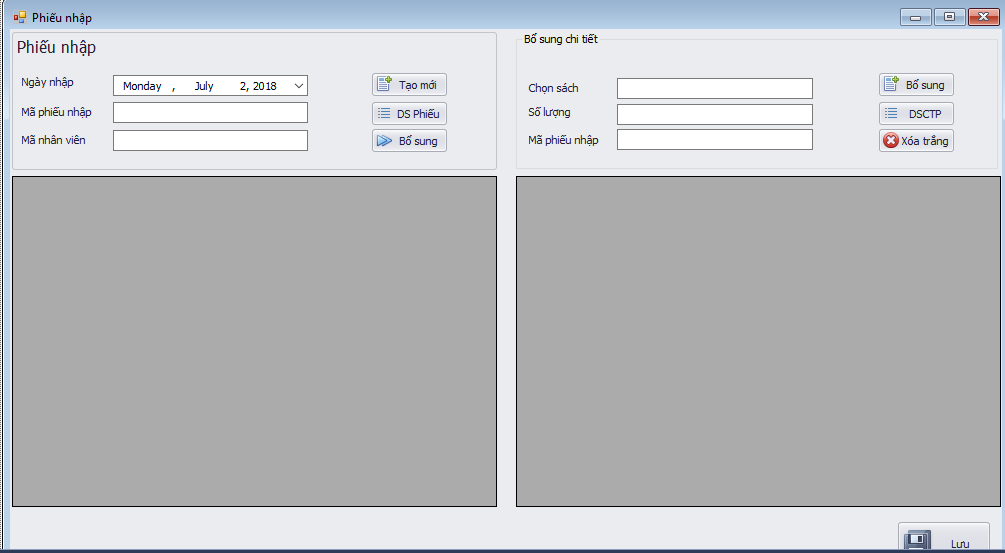 Phiếu nhập
Phiếu nhập
Ngày nhập
Monday , July 2, 2018
Tạo mới
Mã phiếu nhập
DS Phiếu
Mã nhân viên
Bổ sung
Bổ sung chi tiết
Chọn sách
Bổ sung
Số lượng
DSCTP
Mã phiếu nhập
Xóa trắng
Lưu